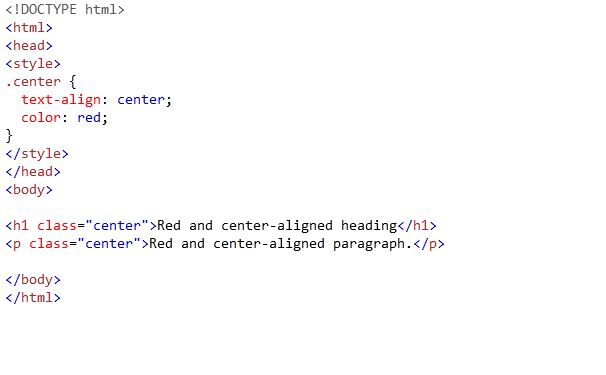 <!DOCTYPE html>
<html>
<head>
<style>
.center {
  text-align: center;
  color: red;
}
</style>
</head>
<body>

<h1 class="center">Red and center-aligned heading</h1>
<p class="center">Red and center-aligned paragraph.</p>

</body>
</html>